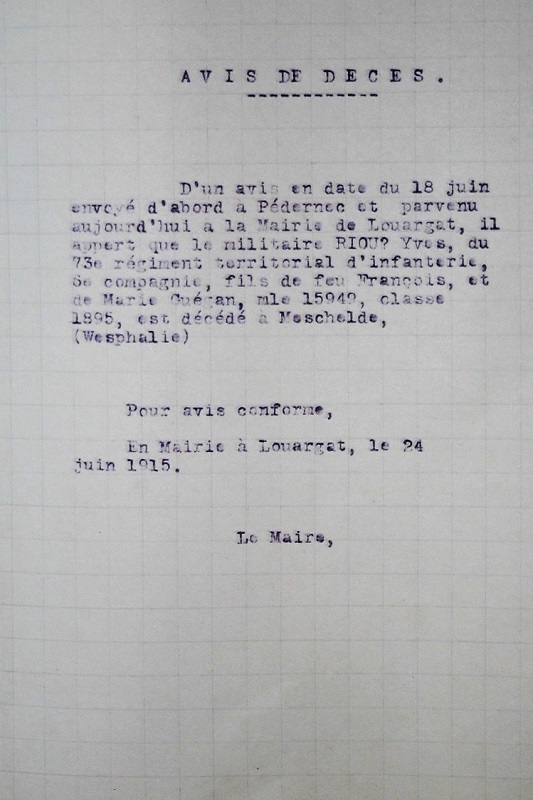 AVIS DE DECES.
------------
D'un avis en date du 18 juin
envoyé d'abord à Pédernec et parvenu
aujourd'hui a la Mairie de Louargat, il
appert que le militaire RIOU? Yves, du
73e régiment territorial d'infanterie,
compagnie, fils de feu François, et
de Marie Guézan, mle 15949, classe
1895, est décédé à Meschelde,
(Wesphalie)
Pour avis conforme,
En Mairie à Louargat, le 24
juin 1915.
Le Maire,